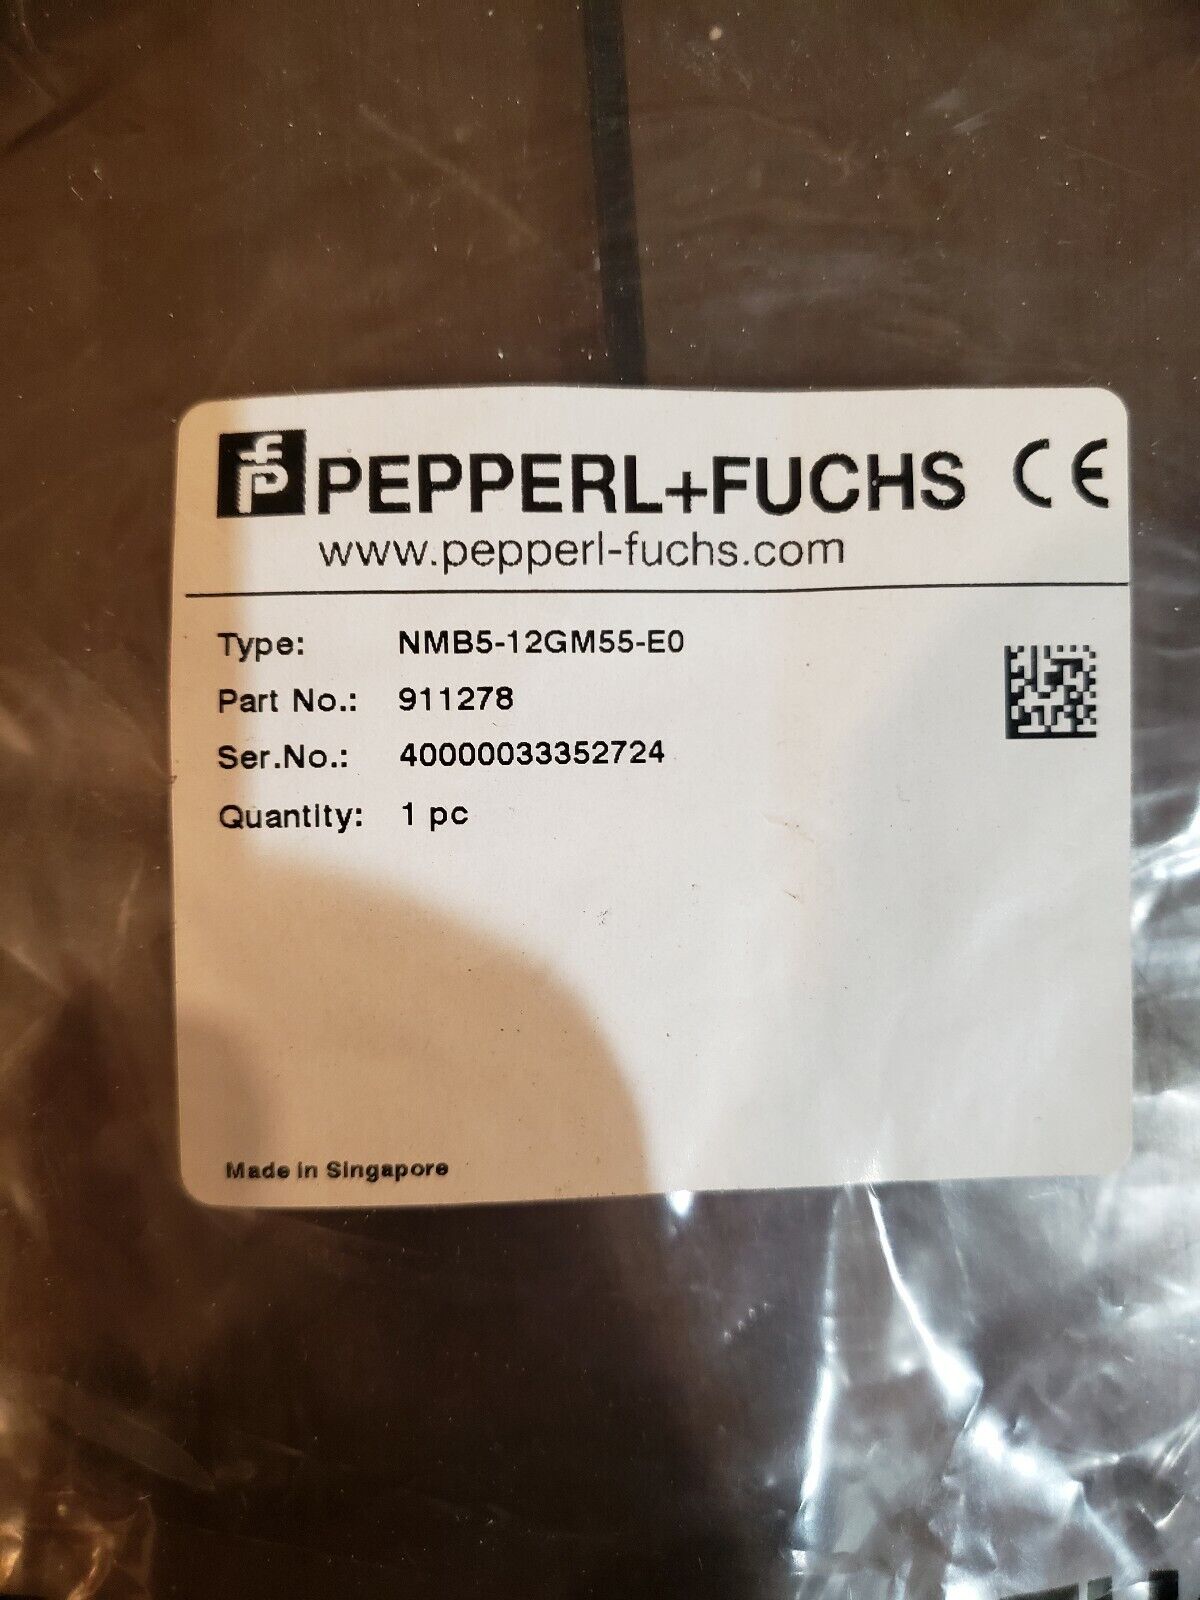 PEPPERL+FUCHS CE
www.pepperl-fuchs.com
Type: NMB5-12GM55-E0
Part No.: 911278
Ser.No.: 40000033352724
Quantity: 1 pc
Made in Singapore